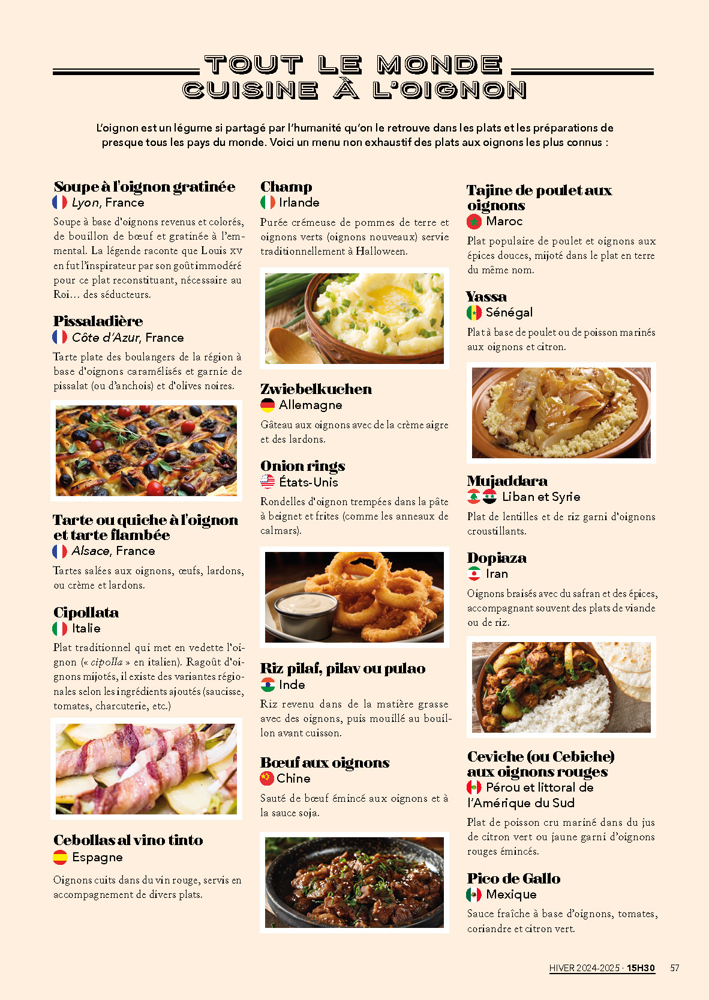 TOUT LE MONDE
CUISINE À L'OIGNON
L'oignon est un légume si partagé par l'humanité qu'on le retrouve dans les plats et les préparations de
presque tous les pays du monde. Voici un menu non exhaustif des plats aux oignons les plus connus :
Soupe à l'oignon gratinée
Lyon, France
Soupe à base d'oignons revenus et colorés,
de bouillon de bœuf et gratinée à l'em-
mental. La légende raconte que Louis XV
en fut l'inspirateur par son goût immodéré
pour ce plat reconstituant, nécessaire au
Roi… des séducteurs.
Pissaladière
Côte d'Azur, France
Tarte plate des boulangers de la région à
base d'oignons caramélisés et garnie de
pissalat (ou d'anchois) et d'olives noires.
Tarte ou quiche à l'oignon
et tarte flambée
Alsace, France
Tartes salées aux oignons, œufs, lardons,
ou crème et lardons.
Cipollata
Italie
Plat traditionnel qui met en vedette l'oi-
gnon (« cipolla » en italien). Ragoût d'oi-
gnons mijotés, il existe des variantes régio-
nales selon les ingrédients ajoutés (saucisse,
tomates, charcuterie, etc.)
Cebollas al vino tinto
Espagne
Oignons cuits dans du vin rouge, servis en
accompagnement de divers plats.
Champ
Irlande
Purée crémeuse de pommes de terre et
oignons verts (oignons nouveaux) servie
traditionnellement à Halloween.
Zwiebelkuchen
Allemagne
Gâteau aux oignons avec de la crème aigre
et des lardons.
Onion rings
États-Unis
Rondelles d'oignon trempées dans la pâte
à beignet et frites (comme les anneaux de
calmars).
Riz pilaf, pilav ou pulao
Inde
Riz revenu dans de la matière grasse
avec des oignons, puis mouillé au bouil-
lon avant cuisson.
Bœuf aux oignons
Chine
Sauté de bœuf émincé aux oignons et à
la sauce soja.
Tajine de poulet aux
oignons
Maroc
Plat populaire de poulet et oignons aux
épices douces, mijoté dans le plat en terre
du même nom.
Yassa
Sénégal
Plat à base de poulet ou de poisson marinés
aux oignons et citron.
Mujaddara
Liban et Syrie
Plat de lentilles et de riz garni d'oignons
croustillants.
Dopiaza
Iran
Oignons braisés avec du safran et des épices,
accompagnant souvent des plats de viande
ou de riz.
Ceviche (ou Cebiche)
aux oignons rouges
Pérou et littoral de
l'Amérique du Sud
Plat de poisson cru mariné dans du jus
de citron vert ou jaune garni d'oignons
rouges émincés.
Pico de Gallo
Mexique
Sauce fraîche à base d'oignons, tomates,
coriandre et citron vert.
HIVER 2024-2025 · 15H30 57